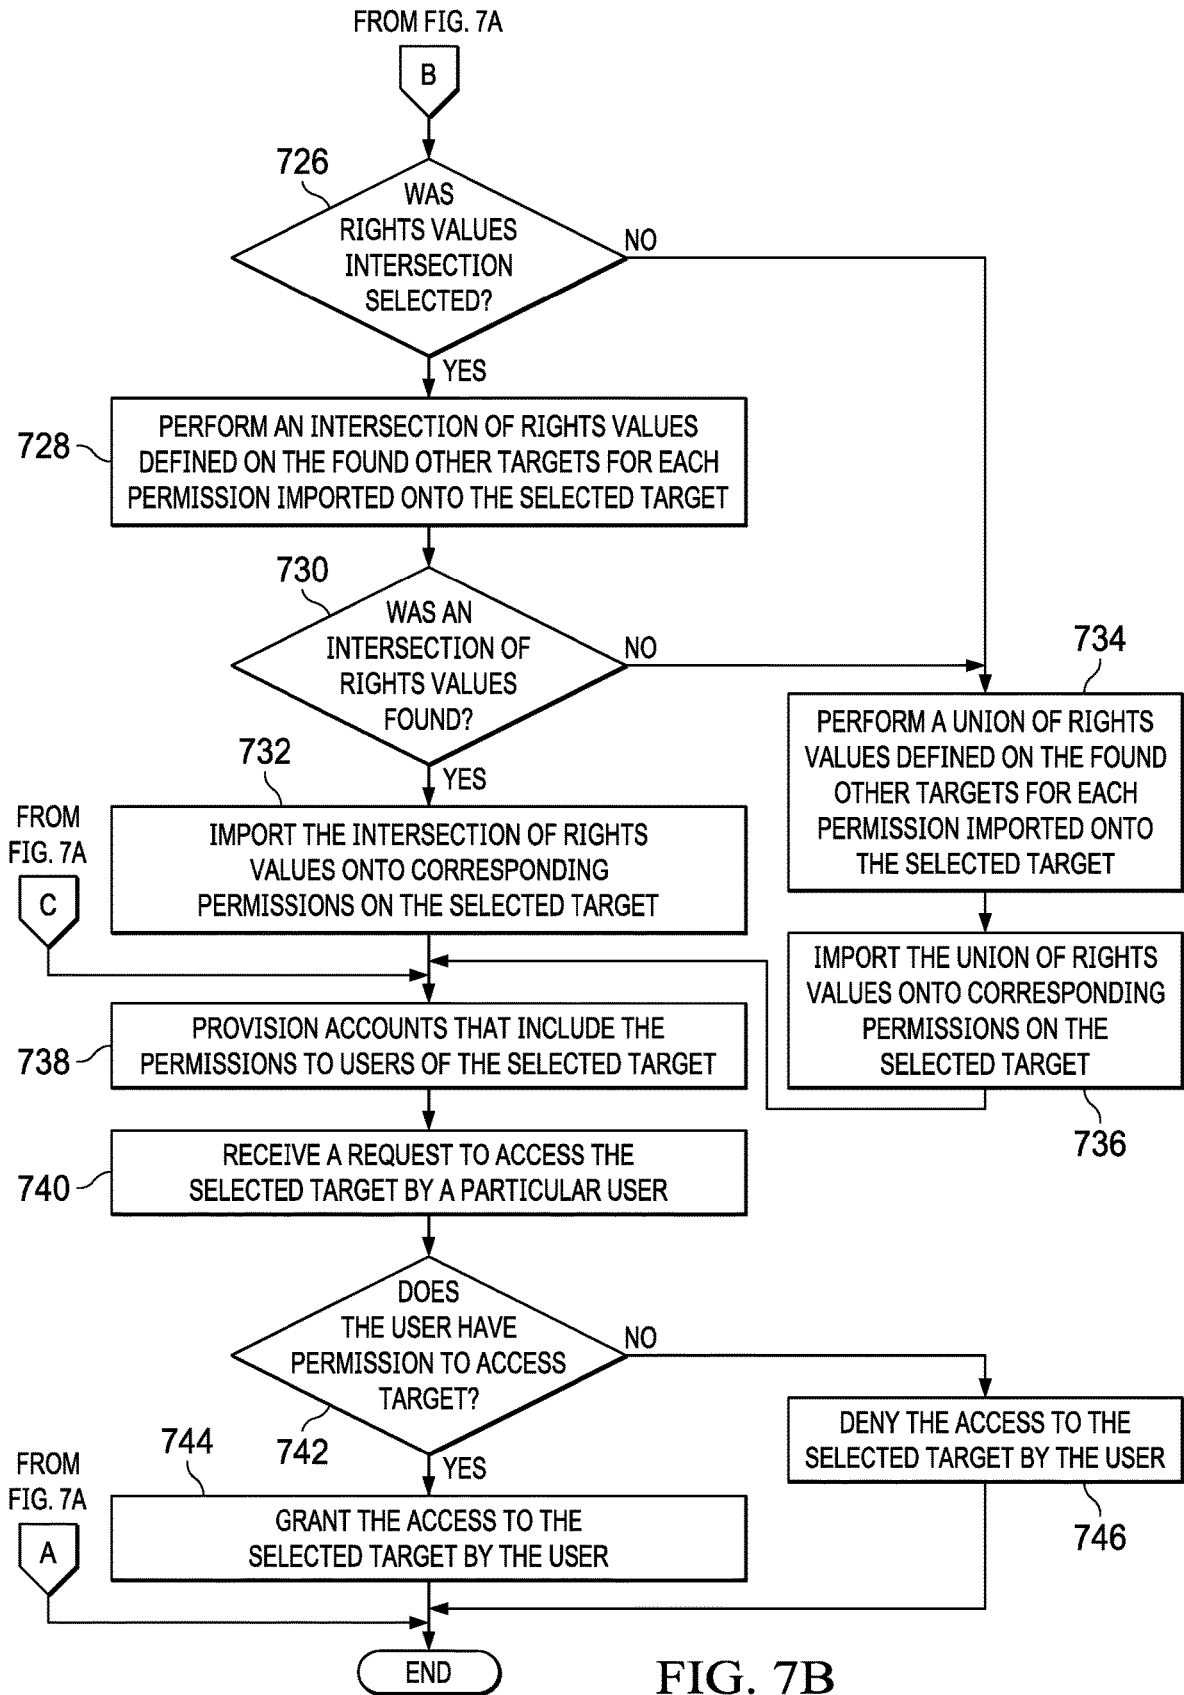 FROM FIG. 7A
B
726
WAS
RIGHTS VALUES
INTERSECTION
SELECTED?
NO
YES
728
PERFORM AN INTERSECTION OF RIGHTS VALUES
DEFINED ON THE FOUND OTHER TARGETS FOR EACH
PERMISSION IMPORTED ONTO THE SELECTED TARGET
730
WAS AN
INTERSECTION OF
RIGHTS VALUES
FOUND?
NO
YES
734
PERFORM A UNION OF RIGHTS
VALUES DEFINED ON THE FOUND
OTHER TARGETS FOR EACH
PERMISSION IMPORTED ONTO
THE SELECTED TARGET
732
IMPORT THE INTERSECTION OF RIGHTS
VALUES ONTO CORRESPONDING
PERMISSIONS ON THE SELECTED TARGET
FROM
FIG. 7A
C
IMPORT THE UNION OF RIGHTS
VALUES ONTO CORRESPONDING
PERMISSIONS ON THE
SELECTED TARGET
736
738
PROVISION ACCOUNTS THAT INCLUDE THE
PERMISSIONS TO USERS OF THE SELECTED TARGET
740
RECEIVE A REQUEST TO ACCESS THE
SELECTED TARGET BY A PARTICULAR USER
DOES
THE USER HAVE
PERMISSION TO ACCESS
TARGET?
742
NO
YES
DENY THE ACCESS TO THE
SELECTED TARGET BY THE USER
746
744
GRANT THE ACCESS TO THE
SELECTED TARGET BY THE USER
FROM
FIG. 7A
A
END
FIG. 7B